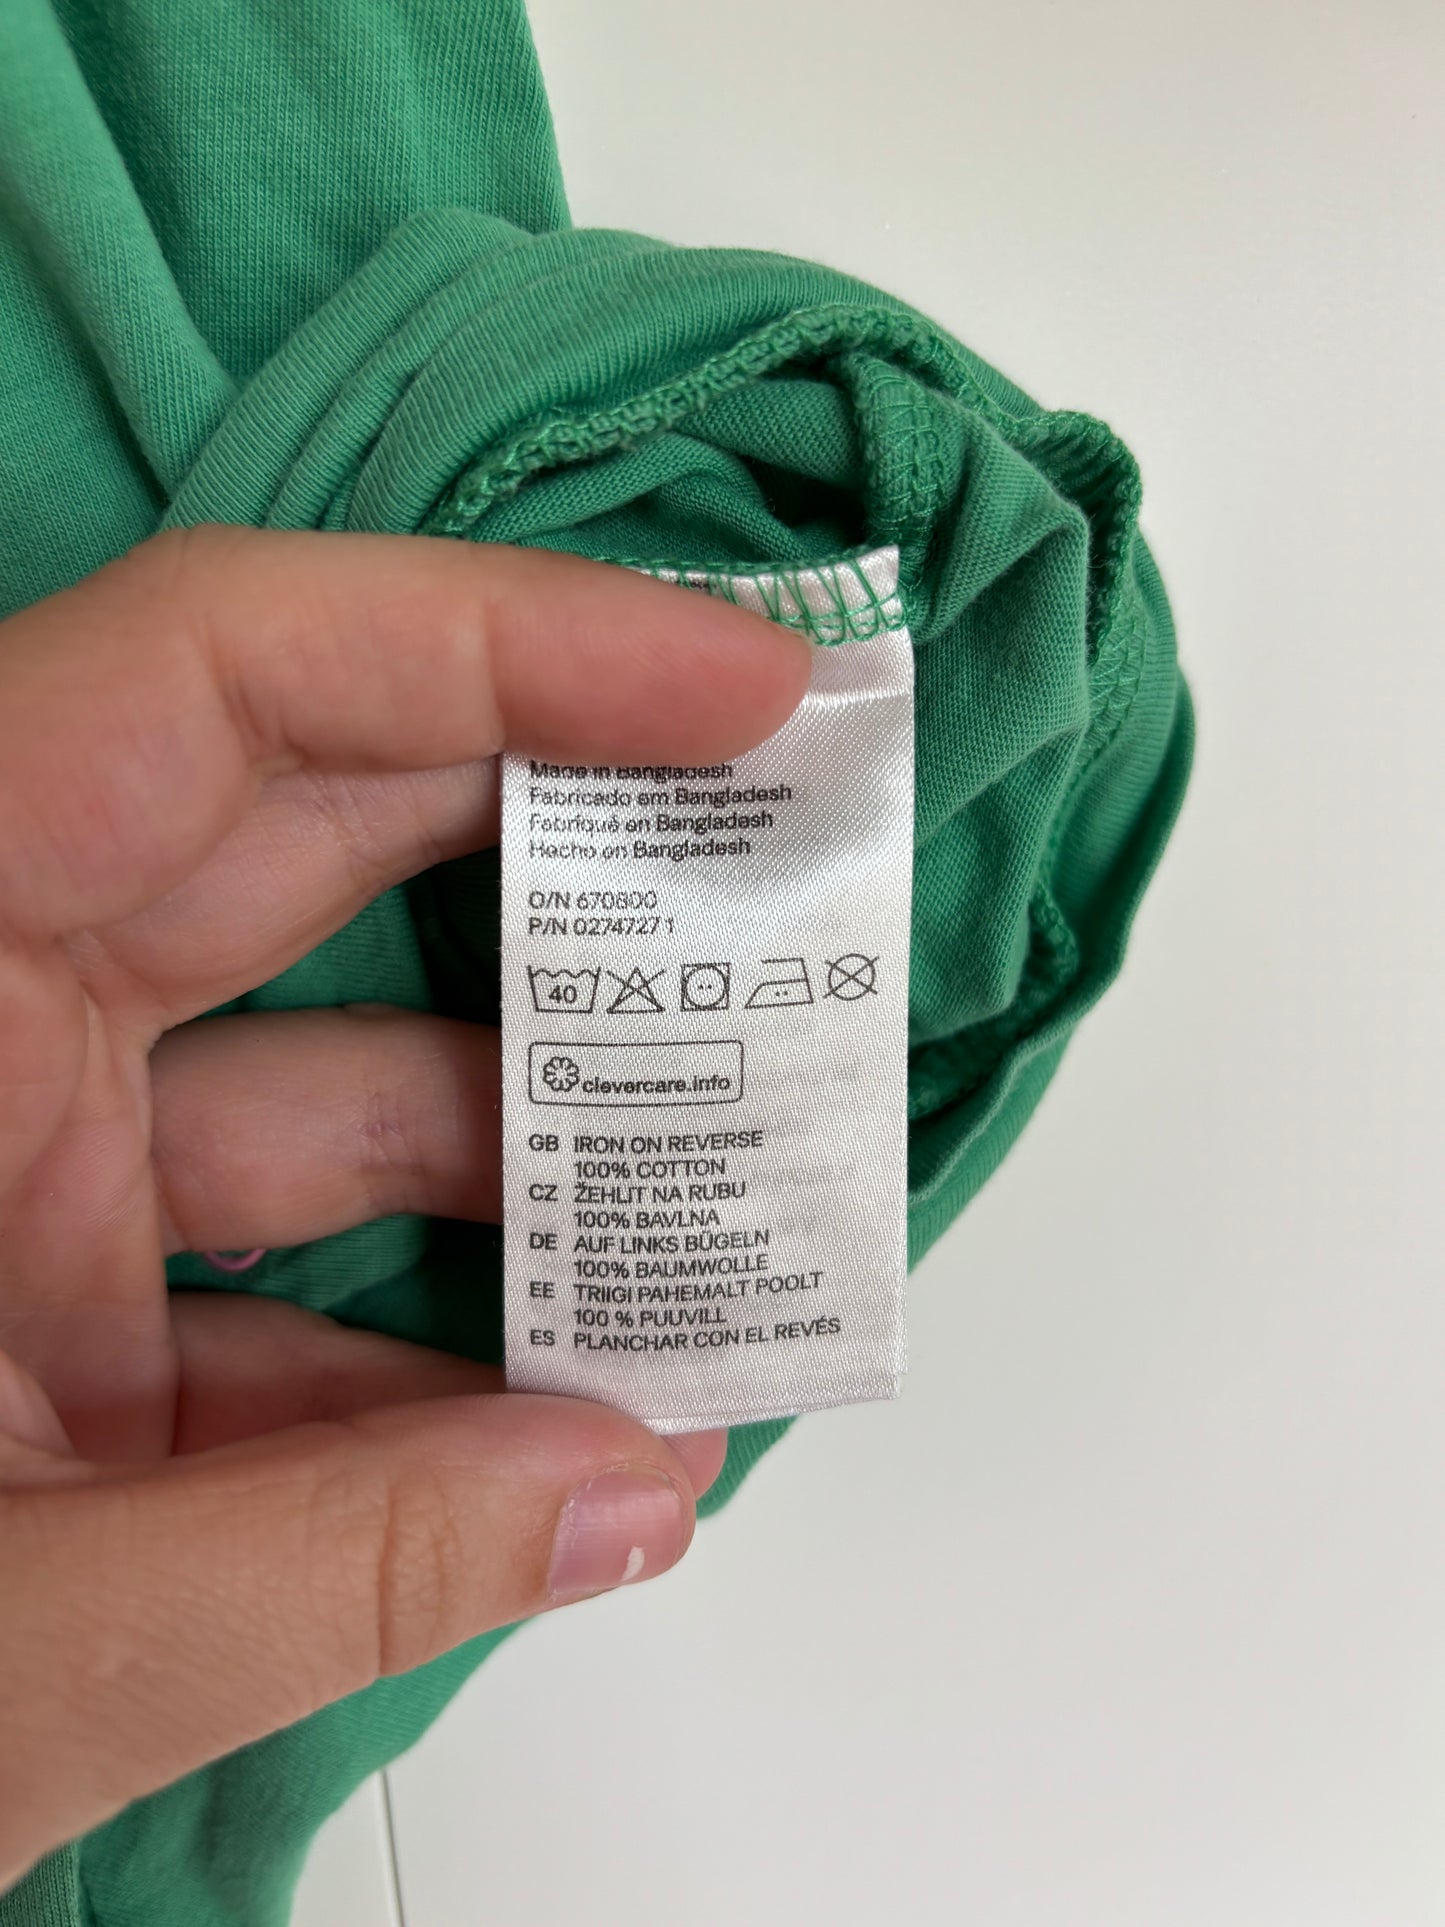 Made in Bangladesh
Fabricado em Bangladesh
Fabriqué en Bangladesh
Hecho en Bangladesh
O/N 670800
P/N 02747271
40
clevercare.info
GB IRON ON REVERSE
100% COTTON
CZ ŽEHLIT NA RUBU
100% BAVLNA
DE AUF LINKS BÜGELN
100% BAUMWOLLE
EE TRIIGI PAHEMALT POOLT
100 % PUUVILL
ES PLANCHAR CON EL REVÉS